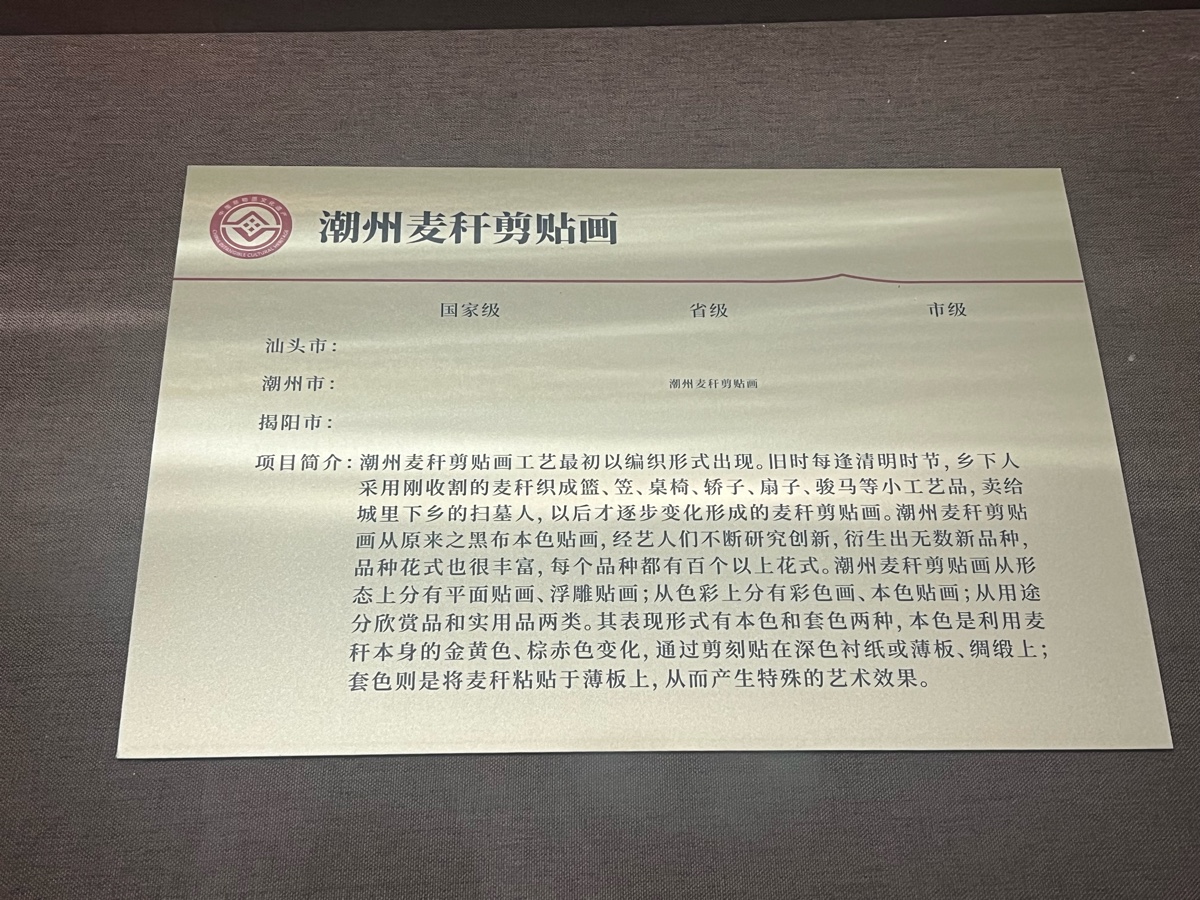 中国非物质文化遗产
CHINA INTANGIBLE CULTURAL HERITAGE
潮州麦秆剪贴画
国家级 省级 市级
汕头市：
潮州市： 潮州麦秆剪贴画
揭阳市：
项目简介：潮州麦秆剪贴画工艺最初以编织形式出现。旧时每逢清明时节，乡下人
采用刚收割的麦秆织成篮、笠、桌椅、轿子、扇子、骏马等小工艺品，卖给
城里下乡的扫墓人，以后才逐步变化形成的麦秆剪贴画。潮州麦秆剪贴
画从原来之黑布本色贴画，经艺人们不断研究创新，衍生出无数新品种，
品种花式也很丰富，每个品种都有百个以上花式。潮州麦秆剪贴画从形
态上分有平面贴画、浮雕贴画；从色彩上分有彩色画、本色贴画；从用途
分欣赏品和实用品两类。其表现形式有本色和套色两种，本色是利用麦
秆本身的金黄色、棕赤色变化，通过剪刻贴在深色衬纸或薄板、绸缎上；
套色则是将麦秆粘贴于薄板上，从而产生特殊的艺术效果。